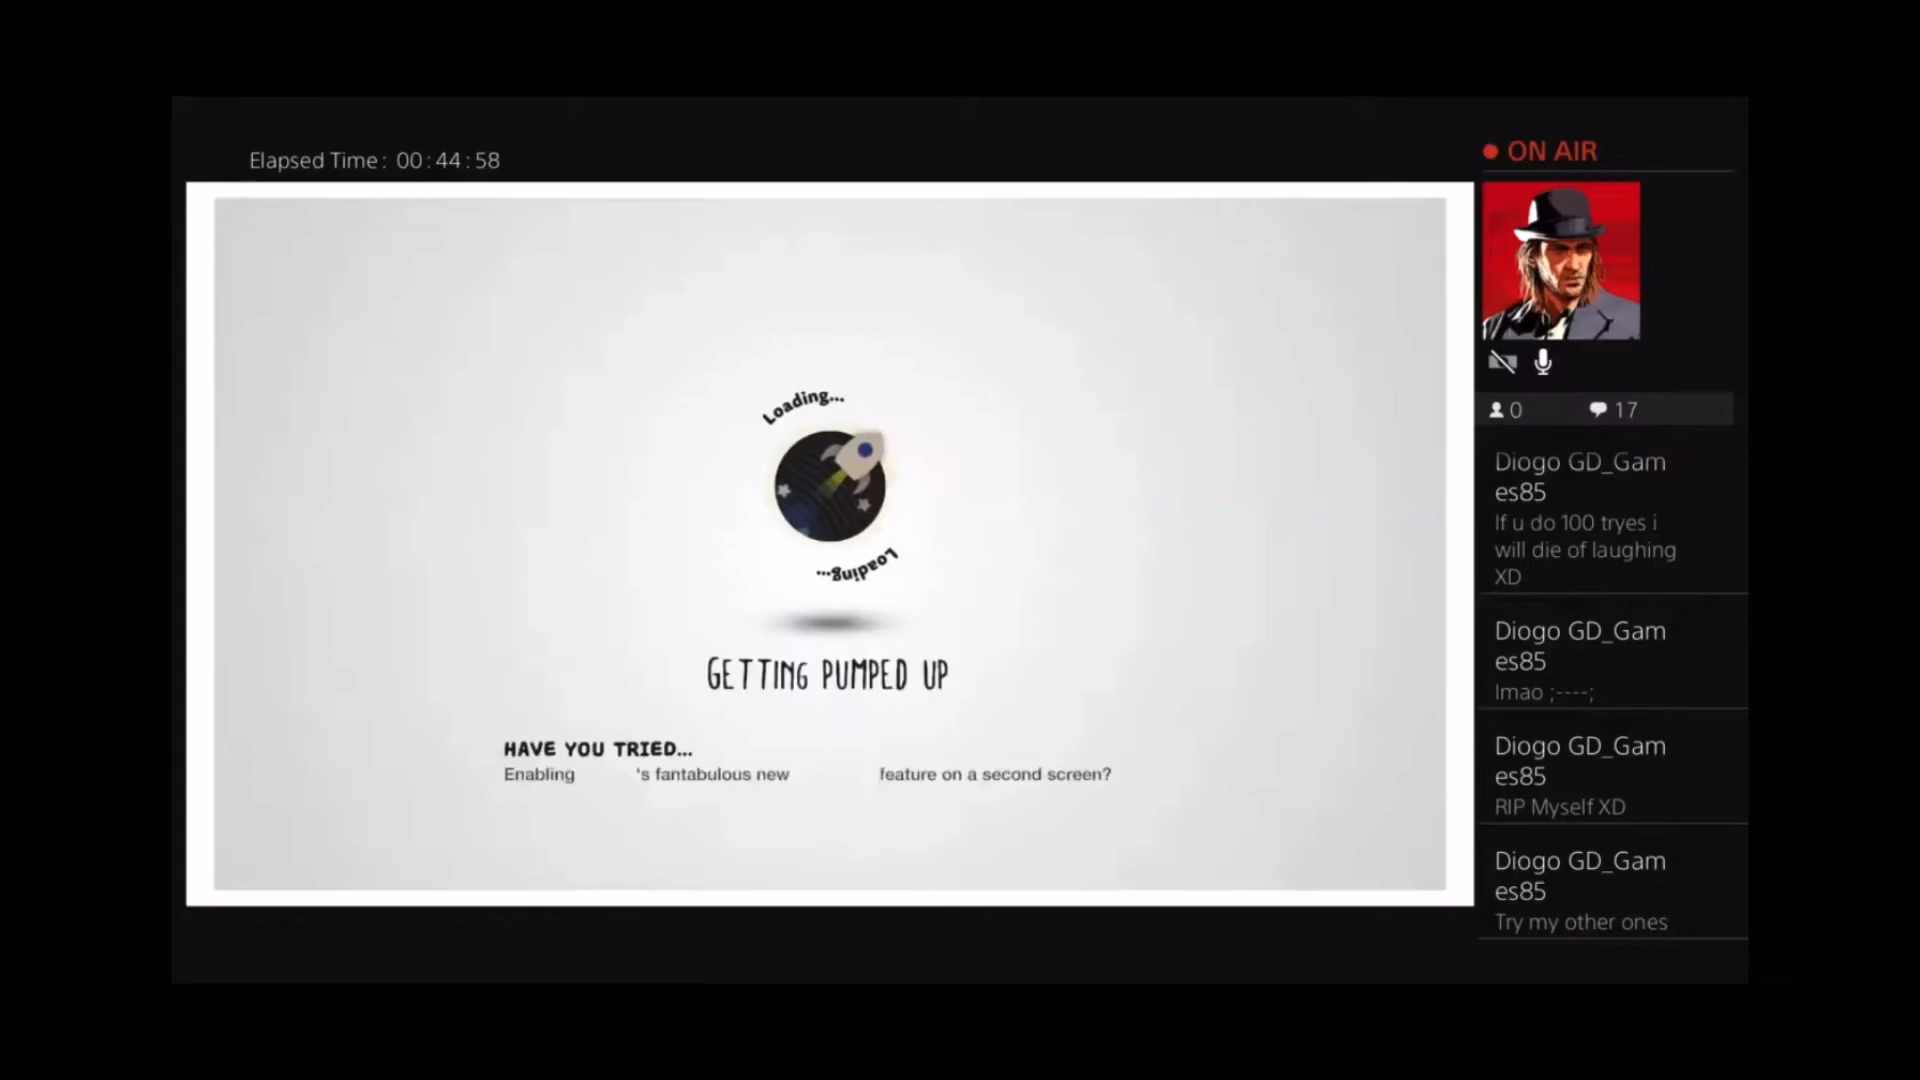 Elapsed Time: 00:44:58
ON AIR
Loading...
Loading...
GETTING PUMPED UP
HAVE YOU TRIED...
Enabling 's fantabulous new feature on a second screen?
0 17
Diogo GD_Gam
es85
If u do 100 tryes i
will die of laughing
XD
Diogo GD_Gam
es85
lmao ;----;
Diogo GD_Gam
es85
RIP Myself XD
Diogo GD_Gam
es85
Try my other ones